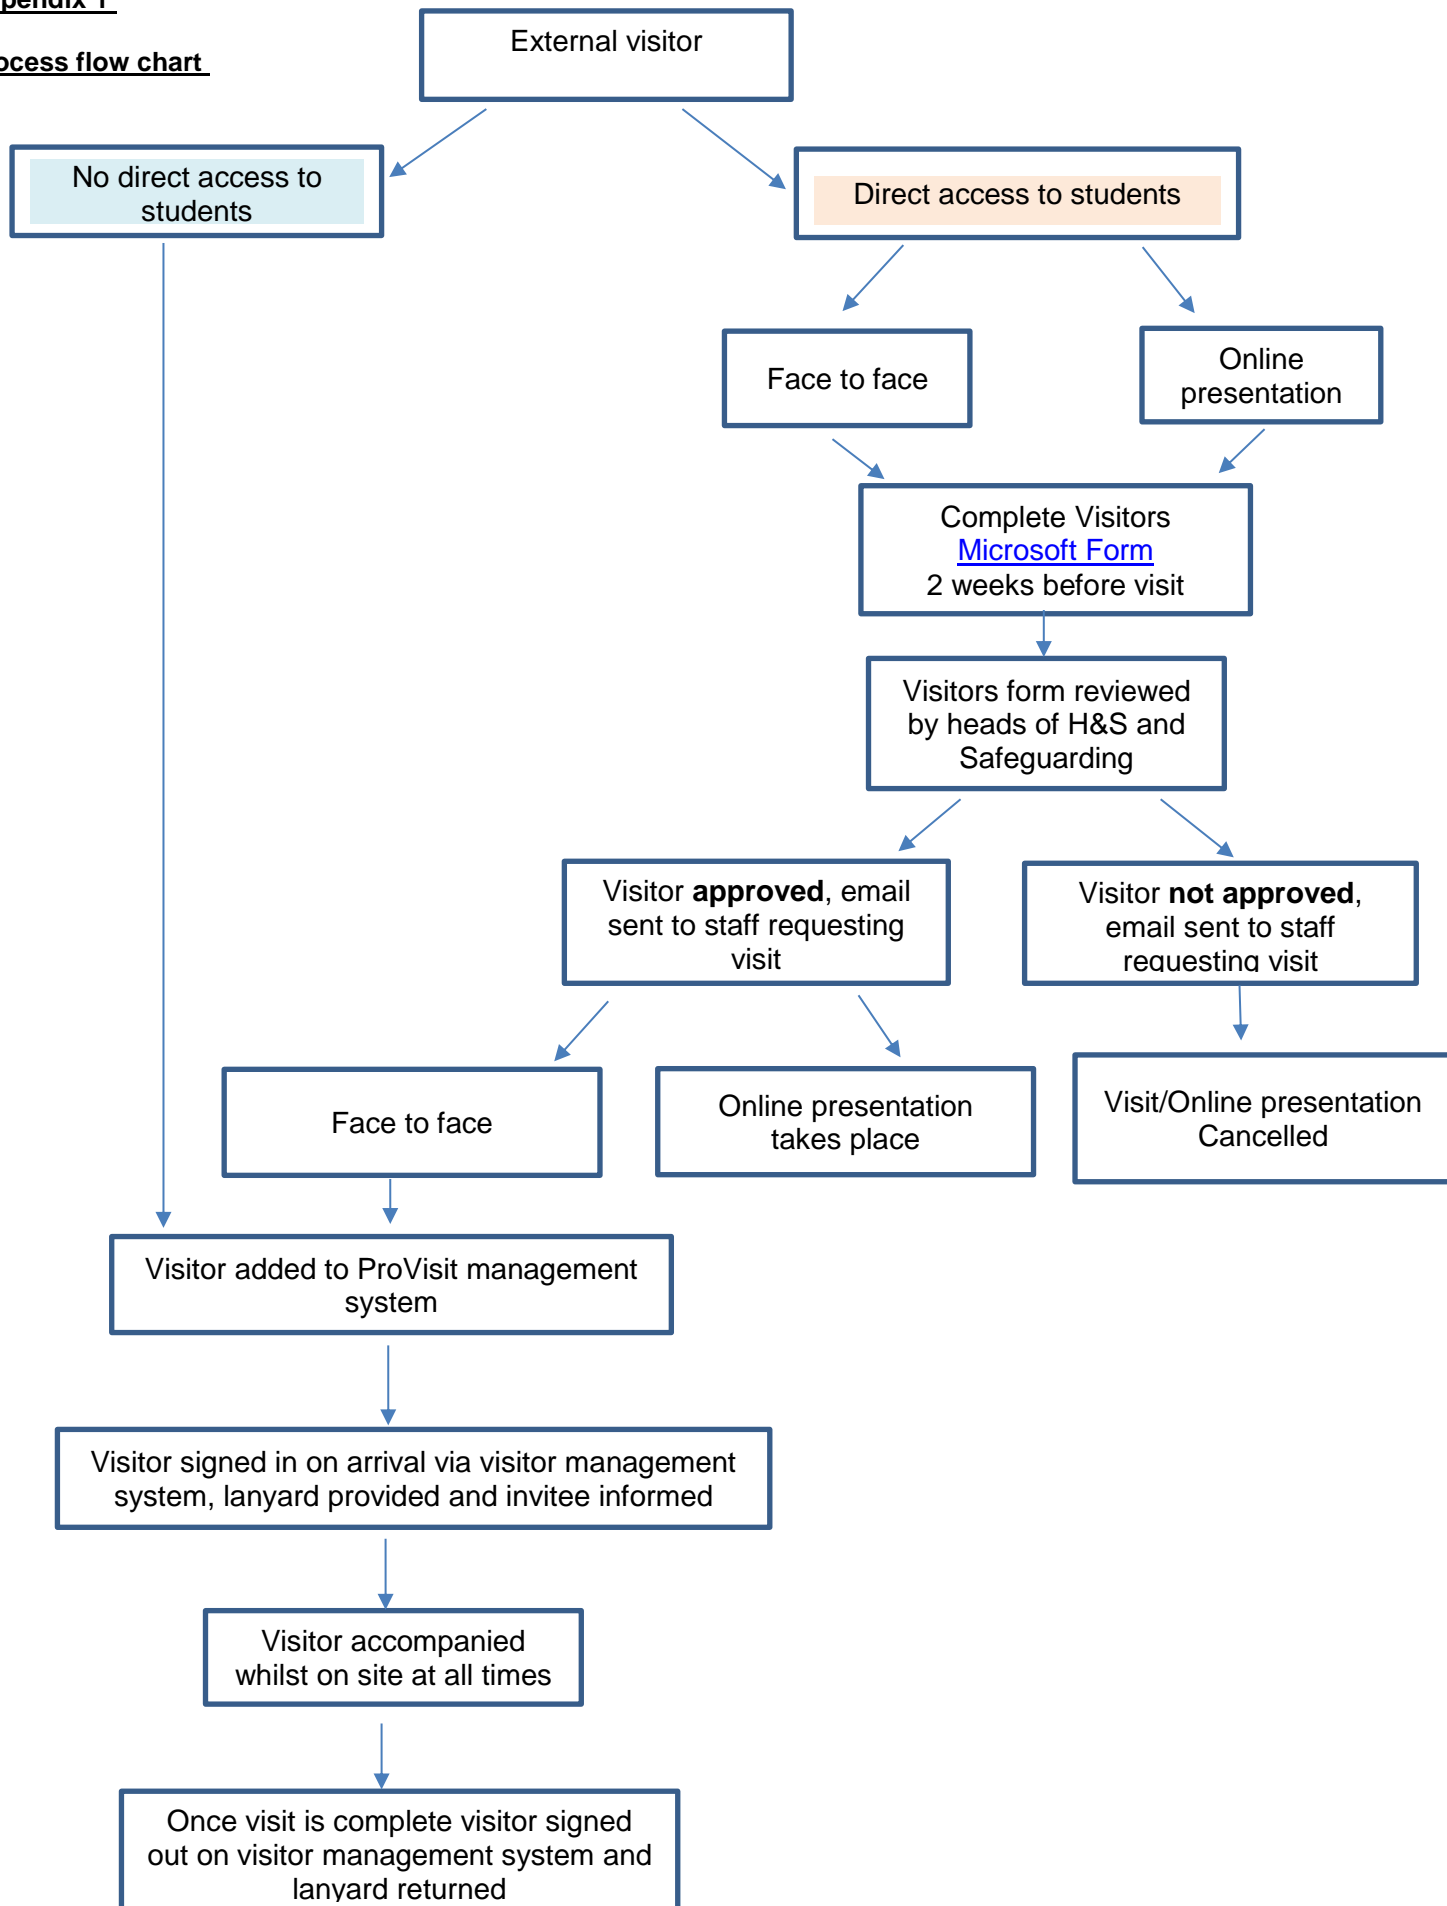 pendix 1
ocess flow chart
External visitor
No direct access to
students
Direct access to students
Face to face
Online
presentation
Complete Visitors
Microsoft Form
2 weeks before visit
Visitors form reviewed
by heads of H&S and
Safeguarding
Visitor approved, email
sent to staff requesting
visit
Visitor not approved,
email sent to staff
requesting visit
Face to face
Online presentation
takes place
Visit/Online presentation
Cancelled
Visitor added to ProVisit management
system
Visitor signed in on arrival via visitor management
system, lanyard provided and invitee informed
Visitor accompanied
whilst on site at all times
Once visit is complete visitor signed
out on visitor management system and
lanyard returned